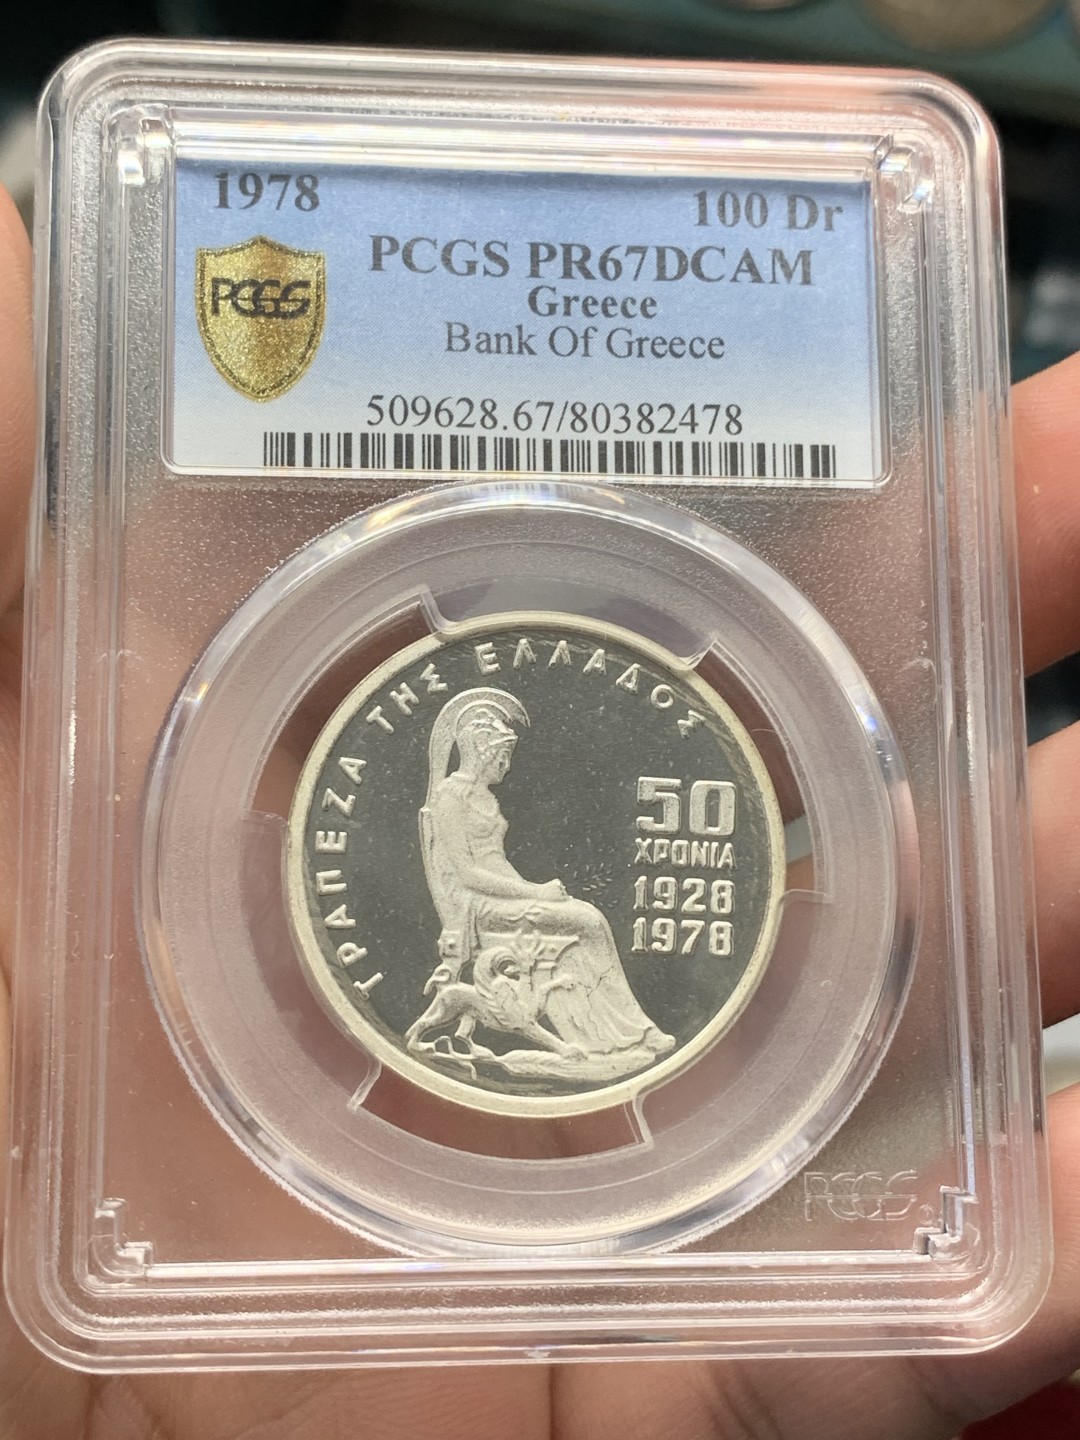 1978 100 Dr
PCGS PR67DCAM
PCGS Greece
Bank Of Greece
509628.67/80382478
ΤΡΑΠΕΖΑ ΤΗΣ ΕΛΛΑΔΟΣ
50
ΧΡΟΝΙΑ
1928
1978
PCGS